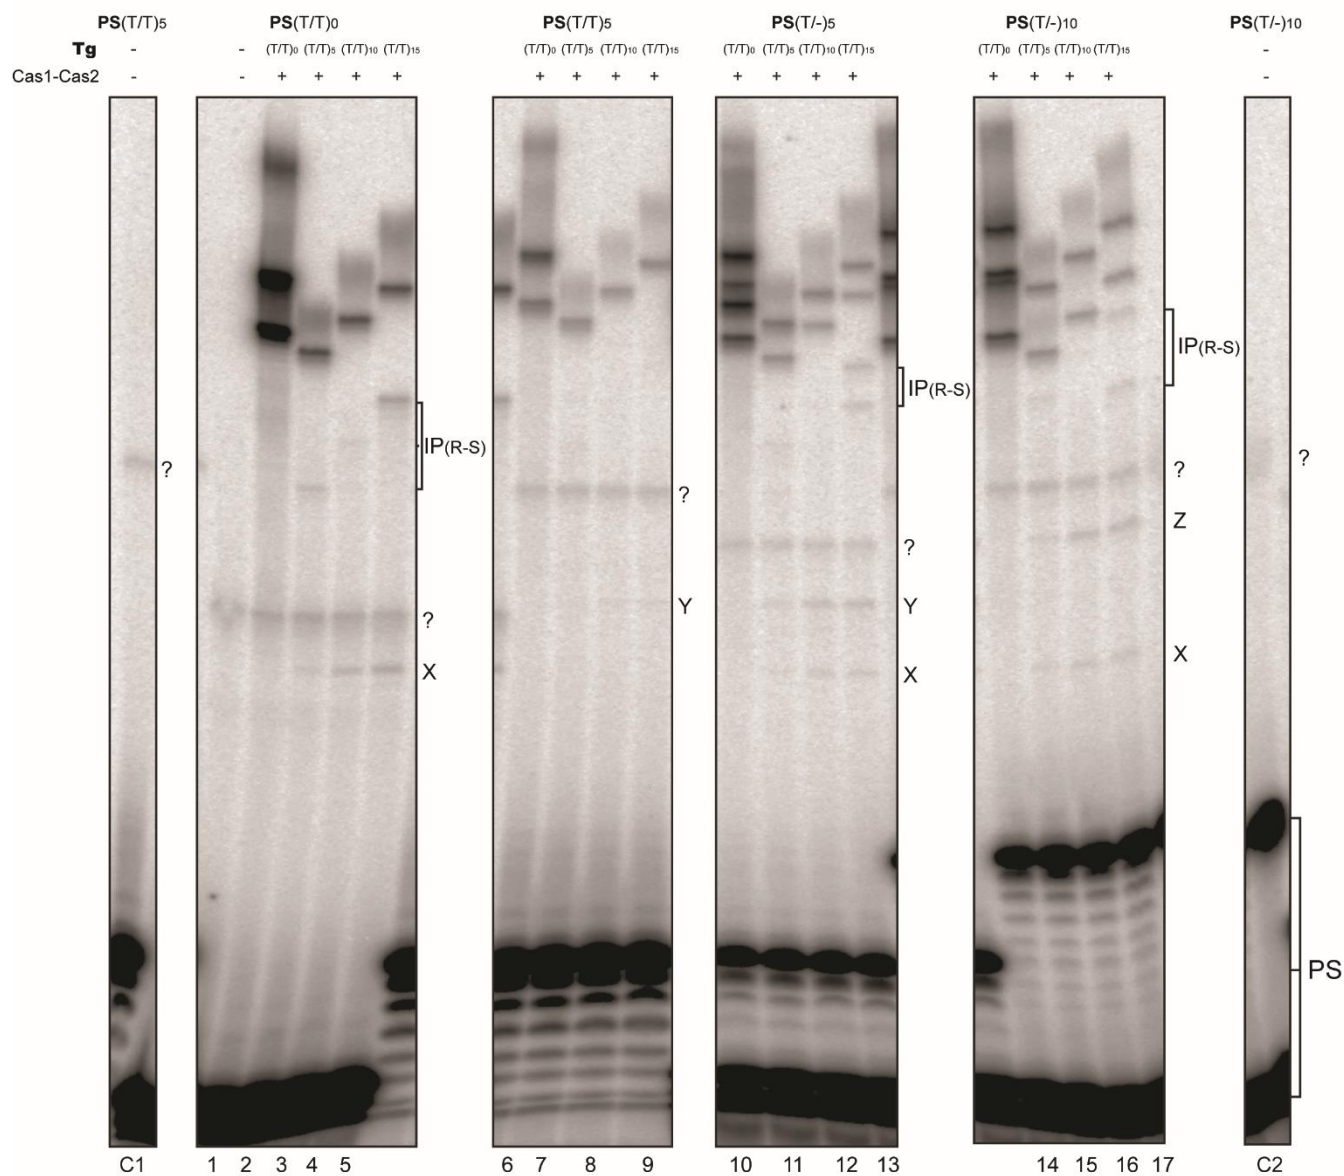 PS(T/T)5 PS(T/T)0 PS(T/T)5 PS(T/-)5 PS(T/-)10 PS(T/-)10
Tg - - (T/T)0 (T/T)5 (T/T)10 (T/T)15 (T/T)0 (T/T)5 (T/T)10 (T/T)15 (T/T)0 (T/T)5 (T/T)10 (T/T)15 (T/T)0 (T/T)5 (T/T)10 (T/T)15 -
Cas1-Cas2 - - + + + + + + + + + + + + + + + + -
IP(R-S)
IP(R-S)
IP(R-S)
? ? ?
?
Z
?
Y Y
?
X X X
PS
C1 1 2 3 4 5 6 7 8 9 10 11 12 13 14 15 16 17 C2